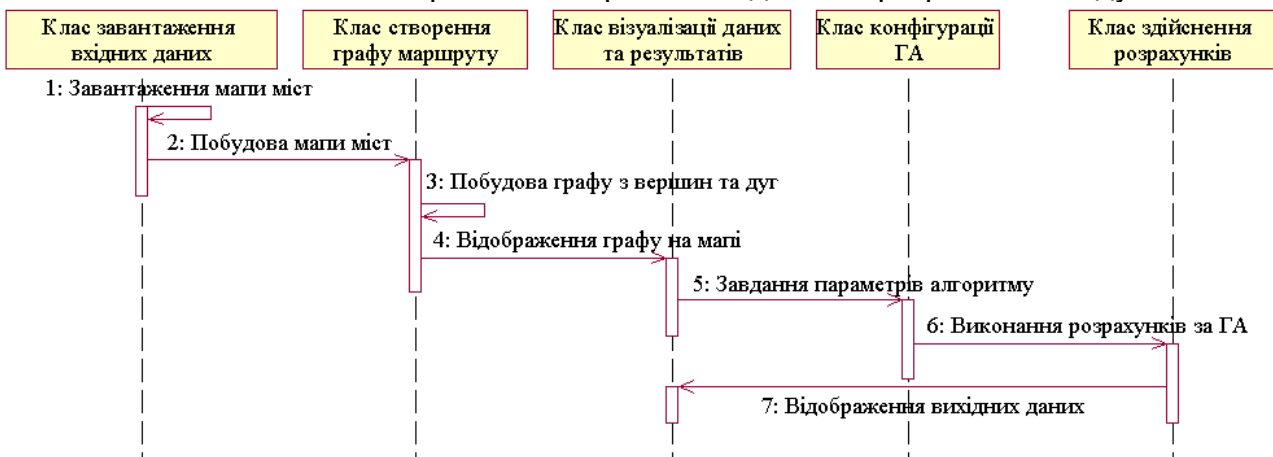 Клас завантаження
вхідних даних
Клас створення
графу маршруту
Клас візуалізації даних
та результатів
Клас конфігурації
ГА
Клас здійснення
розрахунків
1: Завантаження мапи міст
2: Побудова мапи міст
3: Побудова графу з вершин та дуг
4: Відображення графу на мапі
5: Завдання параметрів алгоритму
6: Виконання розрахунків за ГА
7: Відображення вихідних даних